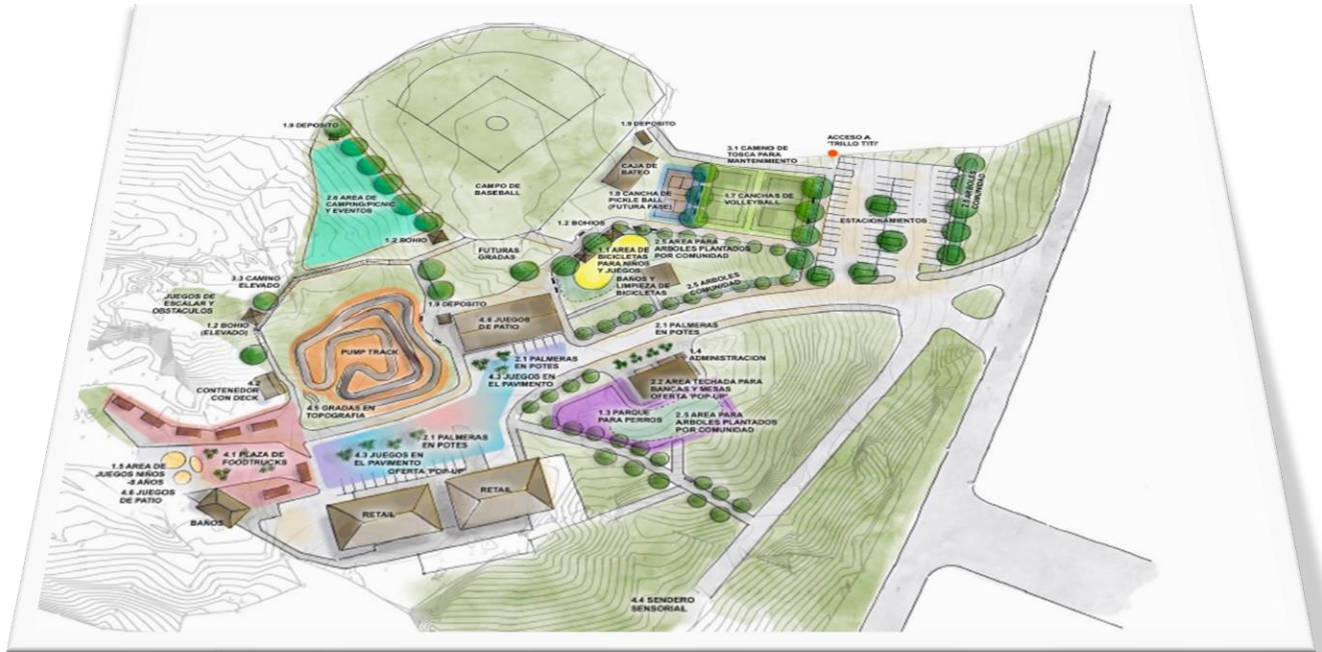 1.9 DEPOSITO
1.9 DEPOSITO
ACCESO A
'TRILLO TITI'
3.1 CAMINO DE
TOSCA PARA
MANTENIMIENTO
CAJA DE
BATEO
CAMPO DE
BASEBALL
1.8 CANCHA DE
PICKLE BALL
(FUTURA FASE)
1.7 CANCHAS DE
VOLLEYBALL
2.5 ARBOLES
COMUNIDAD
ESTACIONAMIENTOS
2.6 AREA DE
CAMPING/PICNIC
Y EVENTOS
1.2 BOHIO
1.2 BOHIOS
FUTURAS
GRADAS
1.1 AREA DE
BICICLETAS
PARA NIÑOS
Y JUEGOS
2.5 AREA PARA
ARBOLES PLANTADOS
POR COMUNIDAD
BAÑOS Y
LIMPIEZA DE
BICICLETAS
2.5 ARBOLES
COMUNIDAD
3.3 CAMINO
ELEVADO
JUEGOS DE
ESCALAR Y
OBSTACULOS
1.2 BOHIO
(ELEVADO)
1.9 DEPOSITO
4.6 JUEGOS
DE PATIO
2.1 PALMERAS
EN POTES
PUMP TRACK
2.1 PALMERAS
EN POTES
4.3 JUEGOS EN
EL PAVIMENTO
1.4
ADMINISTRACION
4.2
CONTENEDOR
CON DECK
4.5 GRADAS EN
TOPOGRAFIA
2.2 AREA TECHADA PARA
BANCAS Y MESAS
OFERTA 'POP-UP'
1.3 PARQUE
PARA PERROS
2.5 AREA PARA
ARBOLES PLANTADOS
POR COMUNIDAD
4.1 PLAZA DE
FOODTRUCKS
2.1 PALMERAS
EN POTES
4.3 JUEGOS EN
EL PAVIMENTO
OFERTA 'POP-UP'
1.5 AREA DE
JUEGOS NIÑOS
-8 AÑOS
4.6 JUEGOS
DE PATIO
BAÑOS
RETAIL
RETAIL
4.4 SENDERO
SENSORIAL